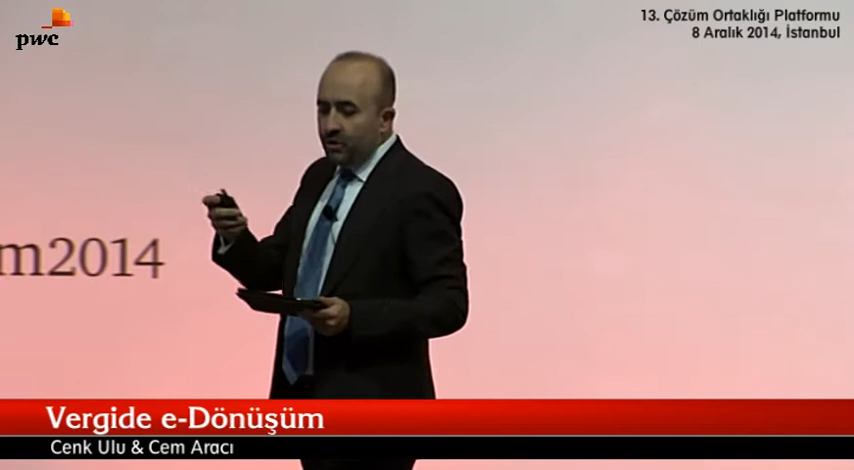 pwc
13. Çözüm Ortaklığı Platformu
8 Aralık 2014, İstanbul
m2014
Vergide e-Dönüşüm
Cenk Ulu & Cem Aracı